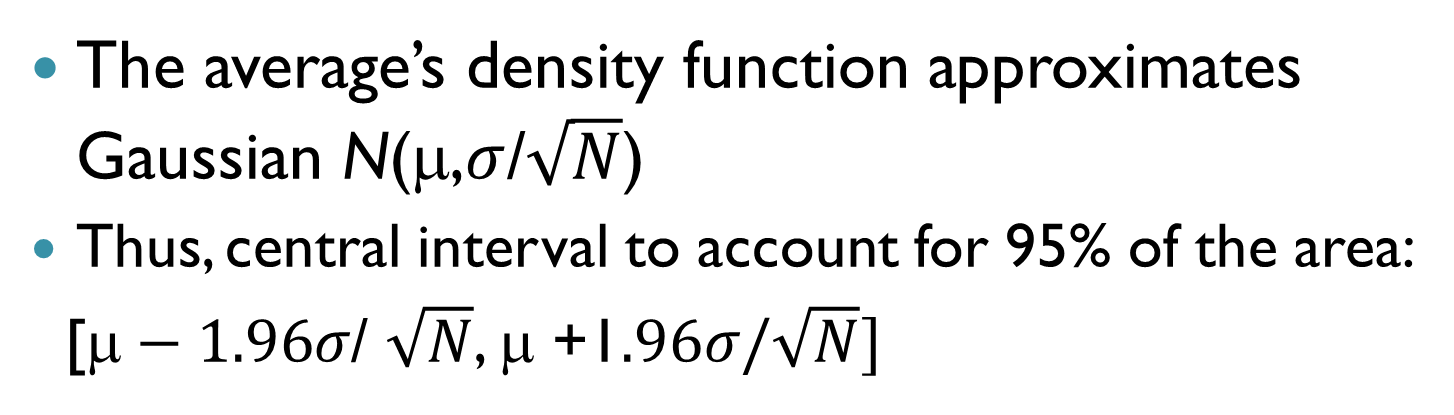 • The average’s density function approximates
Gaussian N(μ,σ/√N)
• Thus, central interval to account for 95% of the area:
[μ − 1.96σ/ √N, μ +1.96σ/√N]